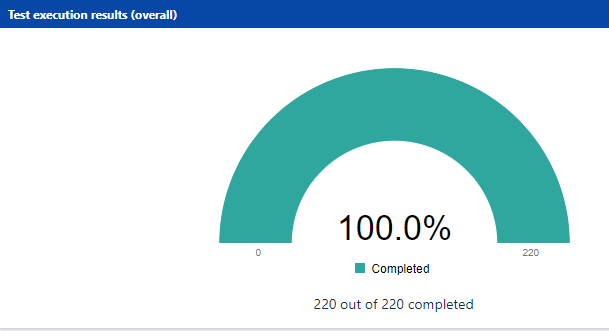 Test execution results (overall)
100.0%
0
220
Completed
220 out of 220 completed